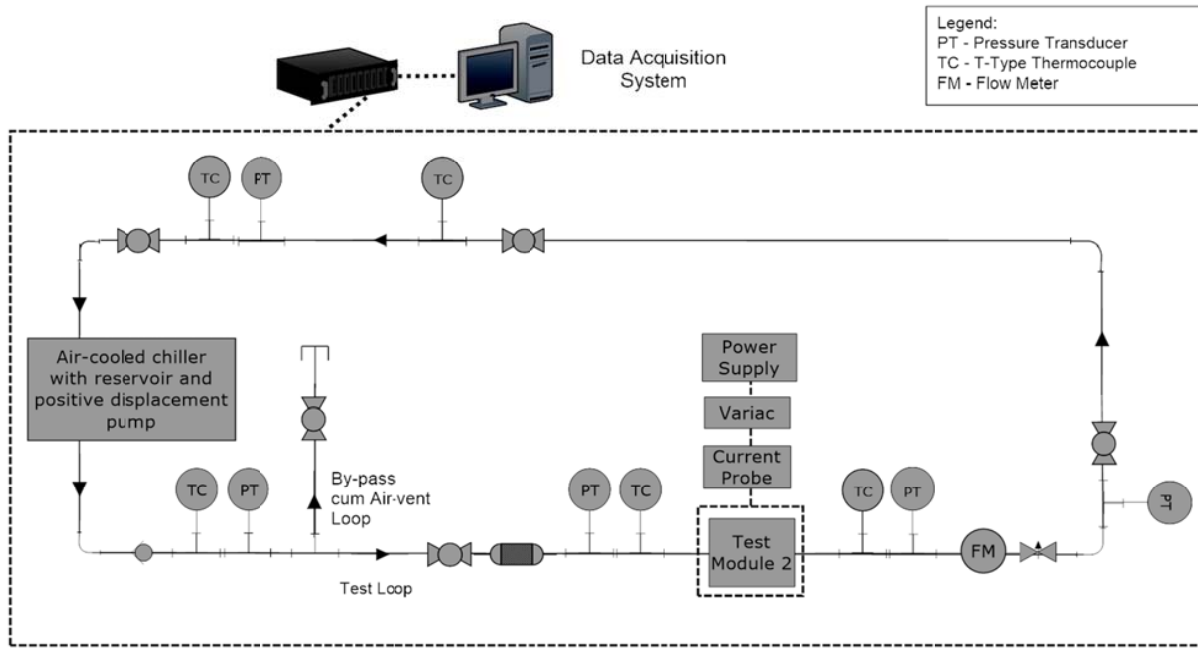 Legend:
PT - Pressure Transducer
TC - T-Type Thermocouple
FM - Flow Meter
Data Acquisition
System
TC
PT
TC
Air-cooled chiller
with reservoir and
positive displacement
pump
Power
Supply
Variac
Current
Probe
By-pass
cum Air-vent
Loop
TC
PT
PT
TC
TC
PT
PT
Test
Module 2
FM
Test Loop